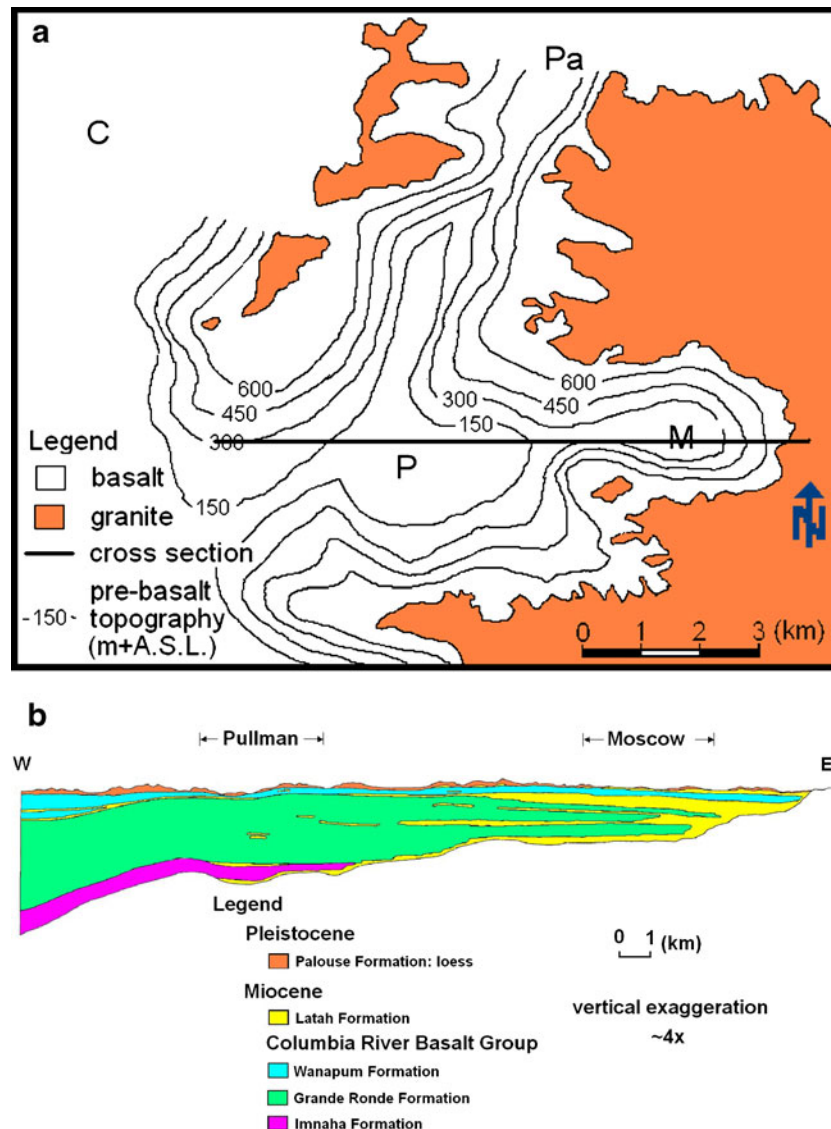 a
Pa
C
600
450
300
150
600
450
300
150
M
P
Legend
basalt
granite
cross section
-150-
pre-basalt
topography
(m+A.S.L.)
N
0 1 2 3 (km)
b
Pullman
Moscow
W
E
Legend
Pleistocene
Palouse Formation: loess
Miocene
Latah Formation
Columbia River Basalt Group
Wanapum Formation
Grande Ronde Formation
Imnaha Formation
0 1 (km)
vertical exaggeration
~4x